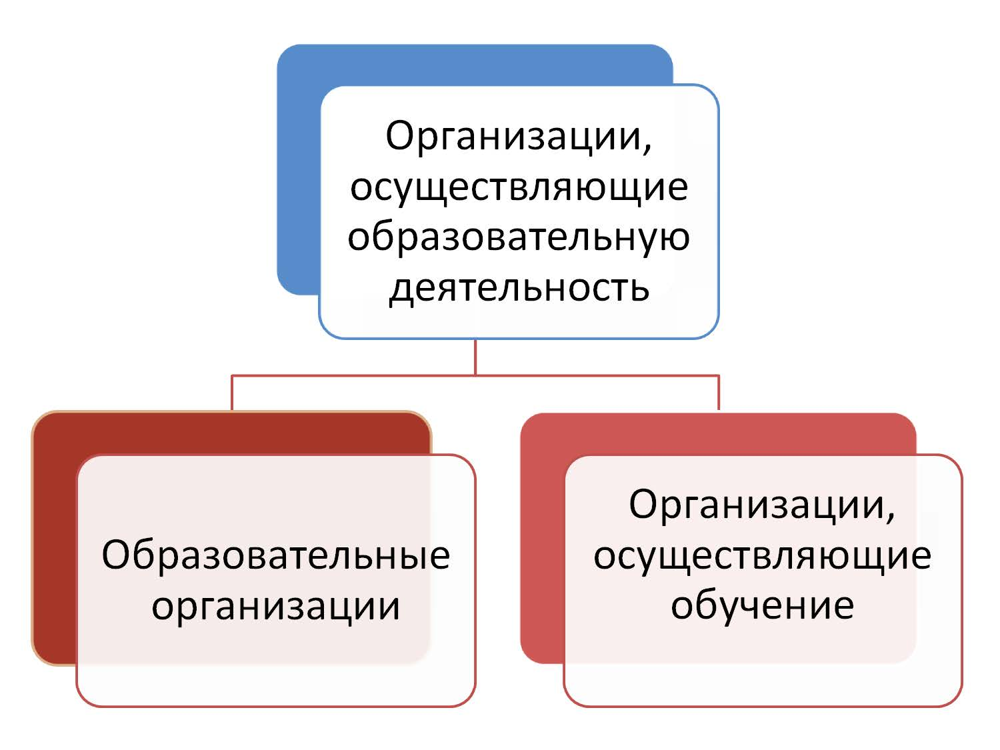 Организации,
осуществляющие
образовательную
деятельность
Образовательные
организации
Организации,
осуществляющие
обучение